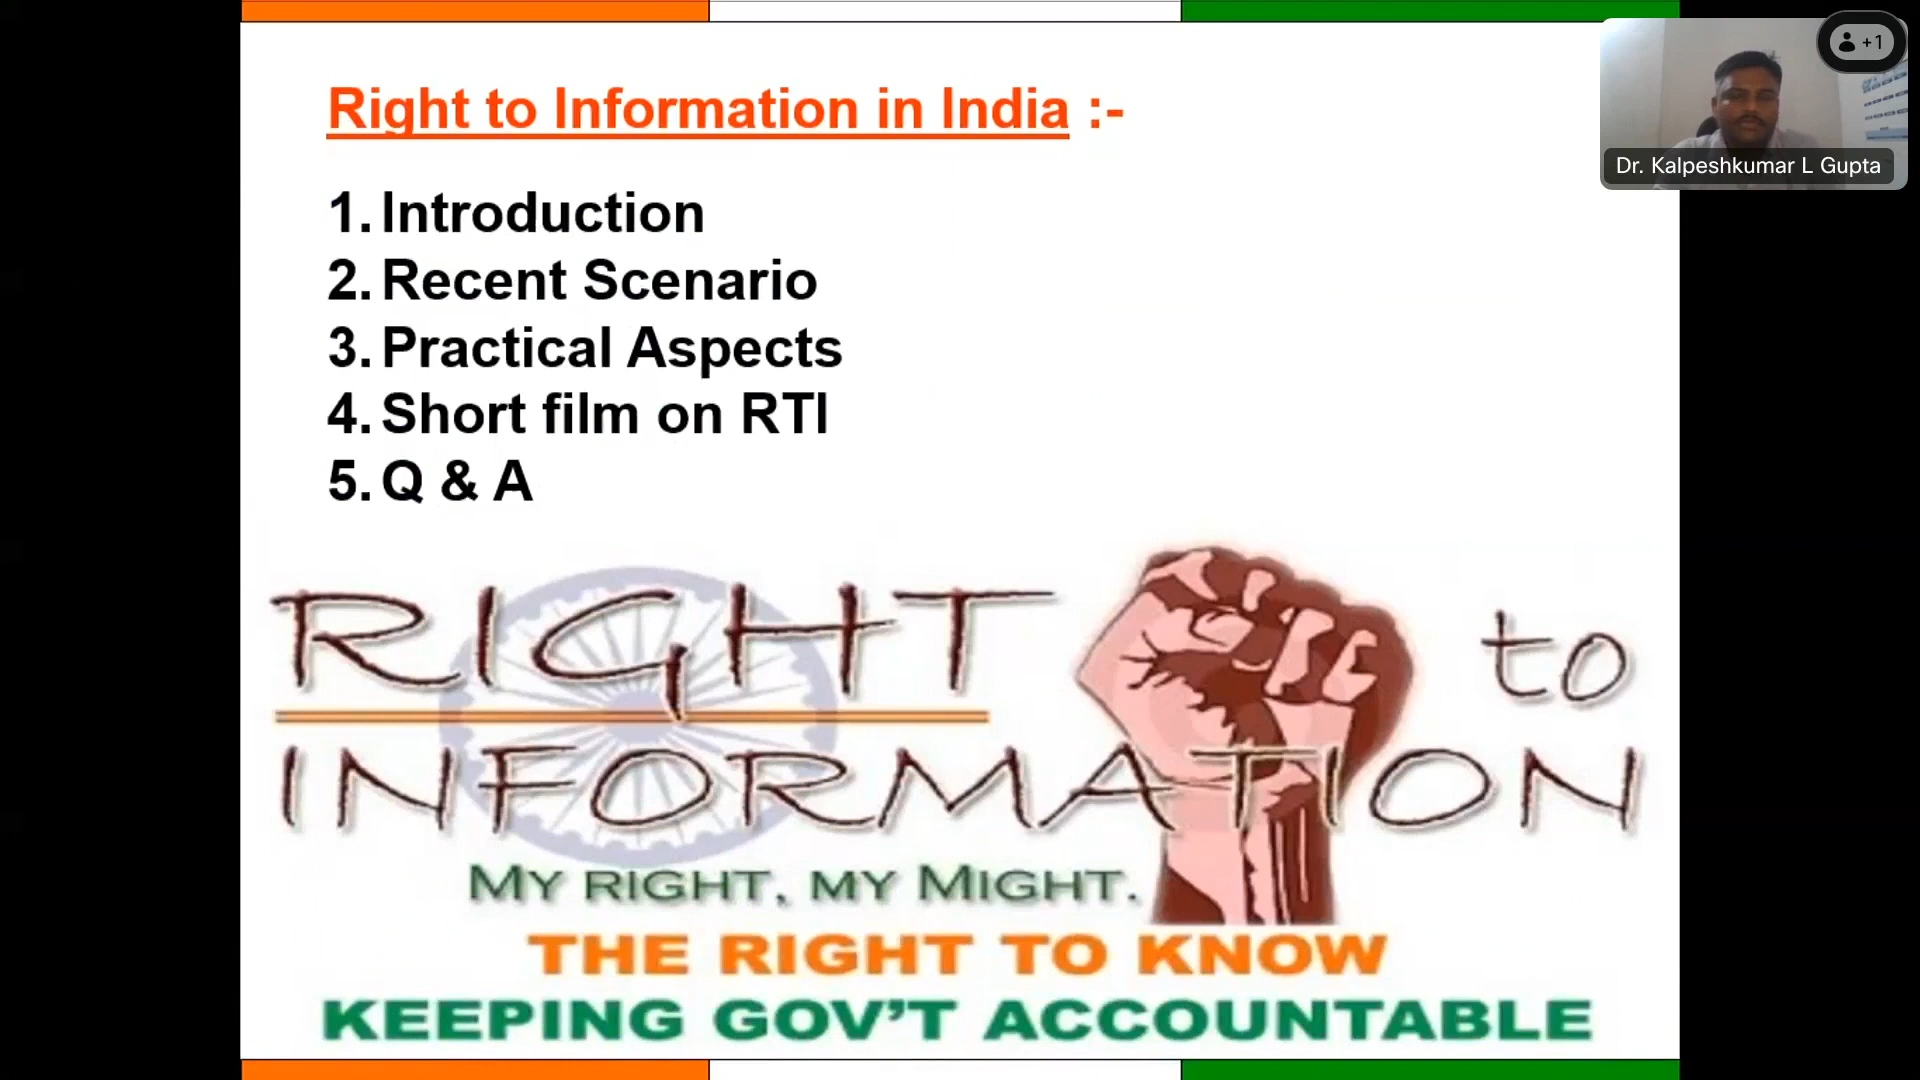 Right to Information in India :-
1. Introduction
2. Recent Scenario
3. Practical Aspects
4. Short film on RTI
5. Q & A
RIGHT to
INFORMATION
MY RIGHT, MY MIGHT.
THE RIGHT TO KNOW
KEEPING GOV'T ACCOUNTABLE
+1
Dr. Kalpeshkumar L Gupta